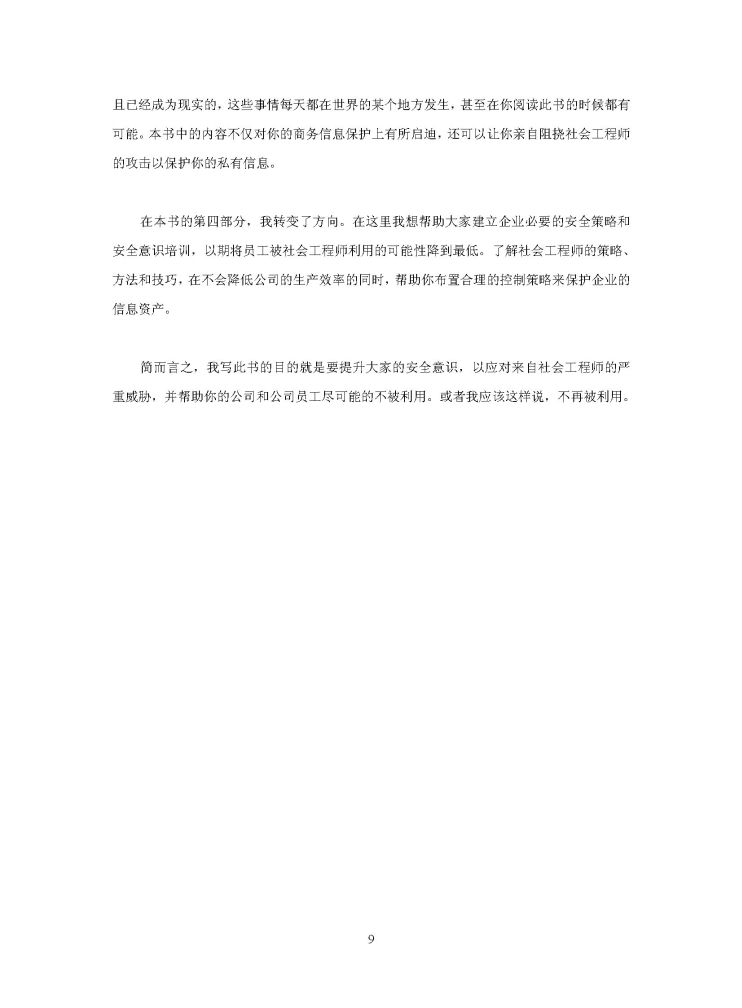 且已经成为现实的，这些事情每天都在世界的某个地方发生，甚至在你阅读此书的时候都有
可能。本书中的内容不仅对你的商务信息保护上有所启迪，还可以让你亲自阻挠社会工程师
的攻击以保护你的私有信息。
在本书的第四部分，我转变了方向。在这里我想帮助大家建立企业必要的安全策略和
安全意识培训，以期将员工被社会工程师利用的可能性降到最低。了解社会工程师的策略、
方法和技巧，在不会降低公司的生产效率的同时，帮助你布置合理的控制策略来保护企业的
信息资产。
简而言之，我写此书的目的就是要提升大家的安全意识，以应对来自社会工程师的严
重威胁，并帮助你的公司和公司员工尽可能的不被利用。或者我应该这样说，不再被利用。
9